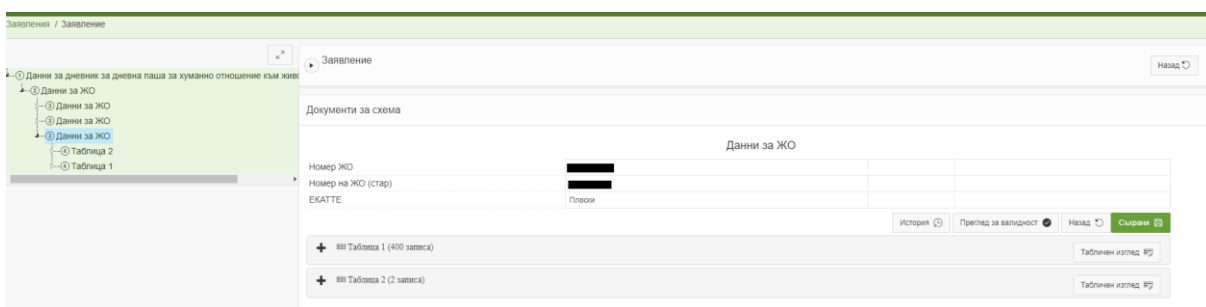 Заявления / Заявление
① Данни за дневник за дневна паша за хуманно отношение към живо
② Данни за ЖО
③ Данни за ЖО
③ Данни за ЖО
③ Данни за ЖО
④ Таблица 2
④ Таблица 1
Заявление
Назад
Документи за схема
Данни за ЖО
Номер ЖО
Номер на ЖО (стар)
ЕКАТТЕ Плоски
История Преглед за валидност Назад Съхрани
Таблица 1 (400 записа) Табличен изглед
Таблица 2 (2 записа) Табличен изглед